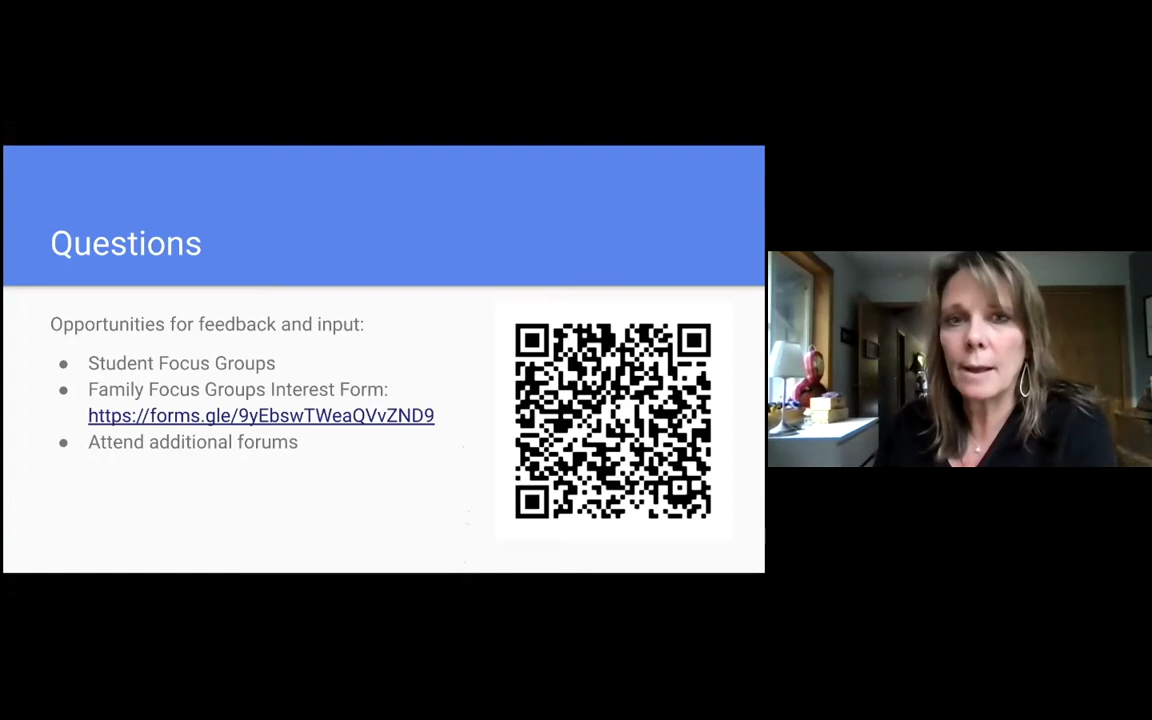 Questions
Opportunities for feedback and input:
● Student Focus Groups
● Family Focus Groups Interest Form:
https://forms.gle/9yEbswTWeaQVvZND9
● Attend additional forums